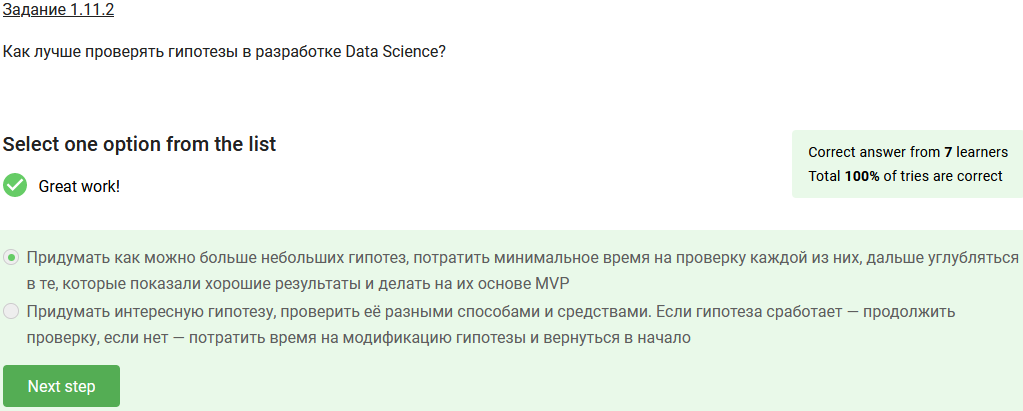 Задание 1.11.2
Как лучше проверять гипотезы в разработке Data Science?
Select one option from the list
Correct answer from 7 learners
Total 100% of tries are correct
Great work!
Придумать как можно больше небольших гипотез, потратить минимальное время на проверку каждой из них, дальше углубляться
в те, которые показали хорошие результаты и делать на их основе MVP
Придумать интересную гипотезу, проверить её разными способами и средствами. Если гипотеза сработает — продолжить
проверку, если нет — потратить время на модификацию гипотезы и вернуться в начало
Next step